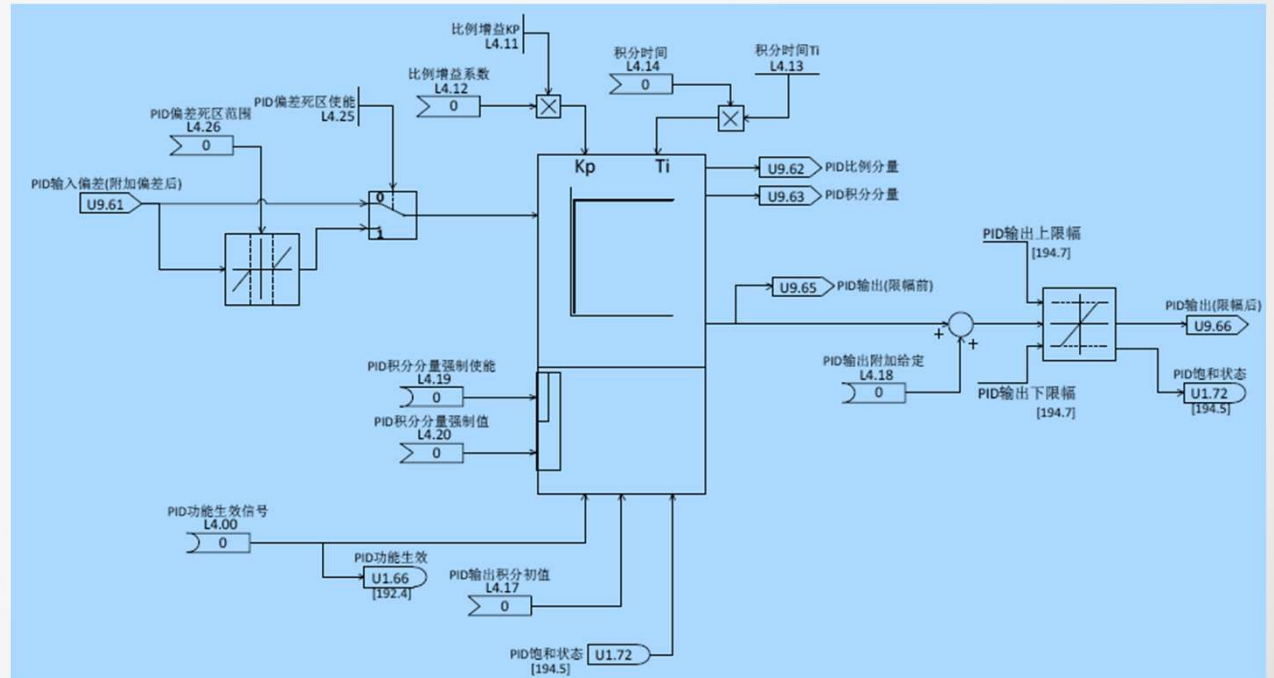 比例增益KP
L4.11
积分时间
L4.14
0
积分时间Ti
L4.13
比例增益系数
L4.12
0
PID偏差死区使能
L4.25
PID偏差死区范围
L4.26
0
Kp
Ti
U9.62
PID比例分量
U9.63
PID积分分量
PID输入偏差(附加偏差后)
U9.61
0
1
PID输出上限幅
[194.7]
U9.65
PID输出(限幅前)
PID输出(限幅后)
U9.66
+
+
PID输出附加给定
L4.18
0
PID输出下限幅
[194.7]
PID饱和状态
U1.72
[194.5]
PID积分分量强制使能
L4.19
0
PID积分分量强制值
L4.20
0
PID功能生效信号
L4.00
0
PID功能生效
U1.66
[192.4]
PID输出积分初值
L4.17
0
PID饱和状态
U1.72
[194.5]